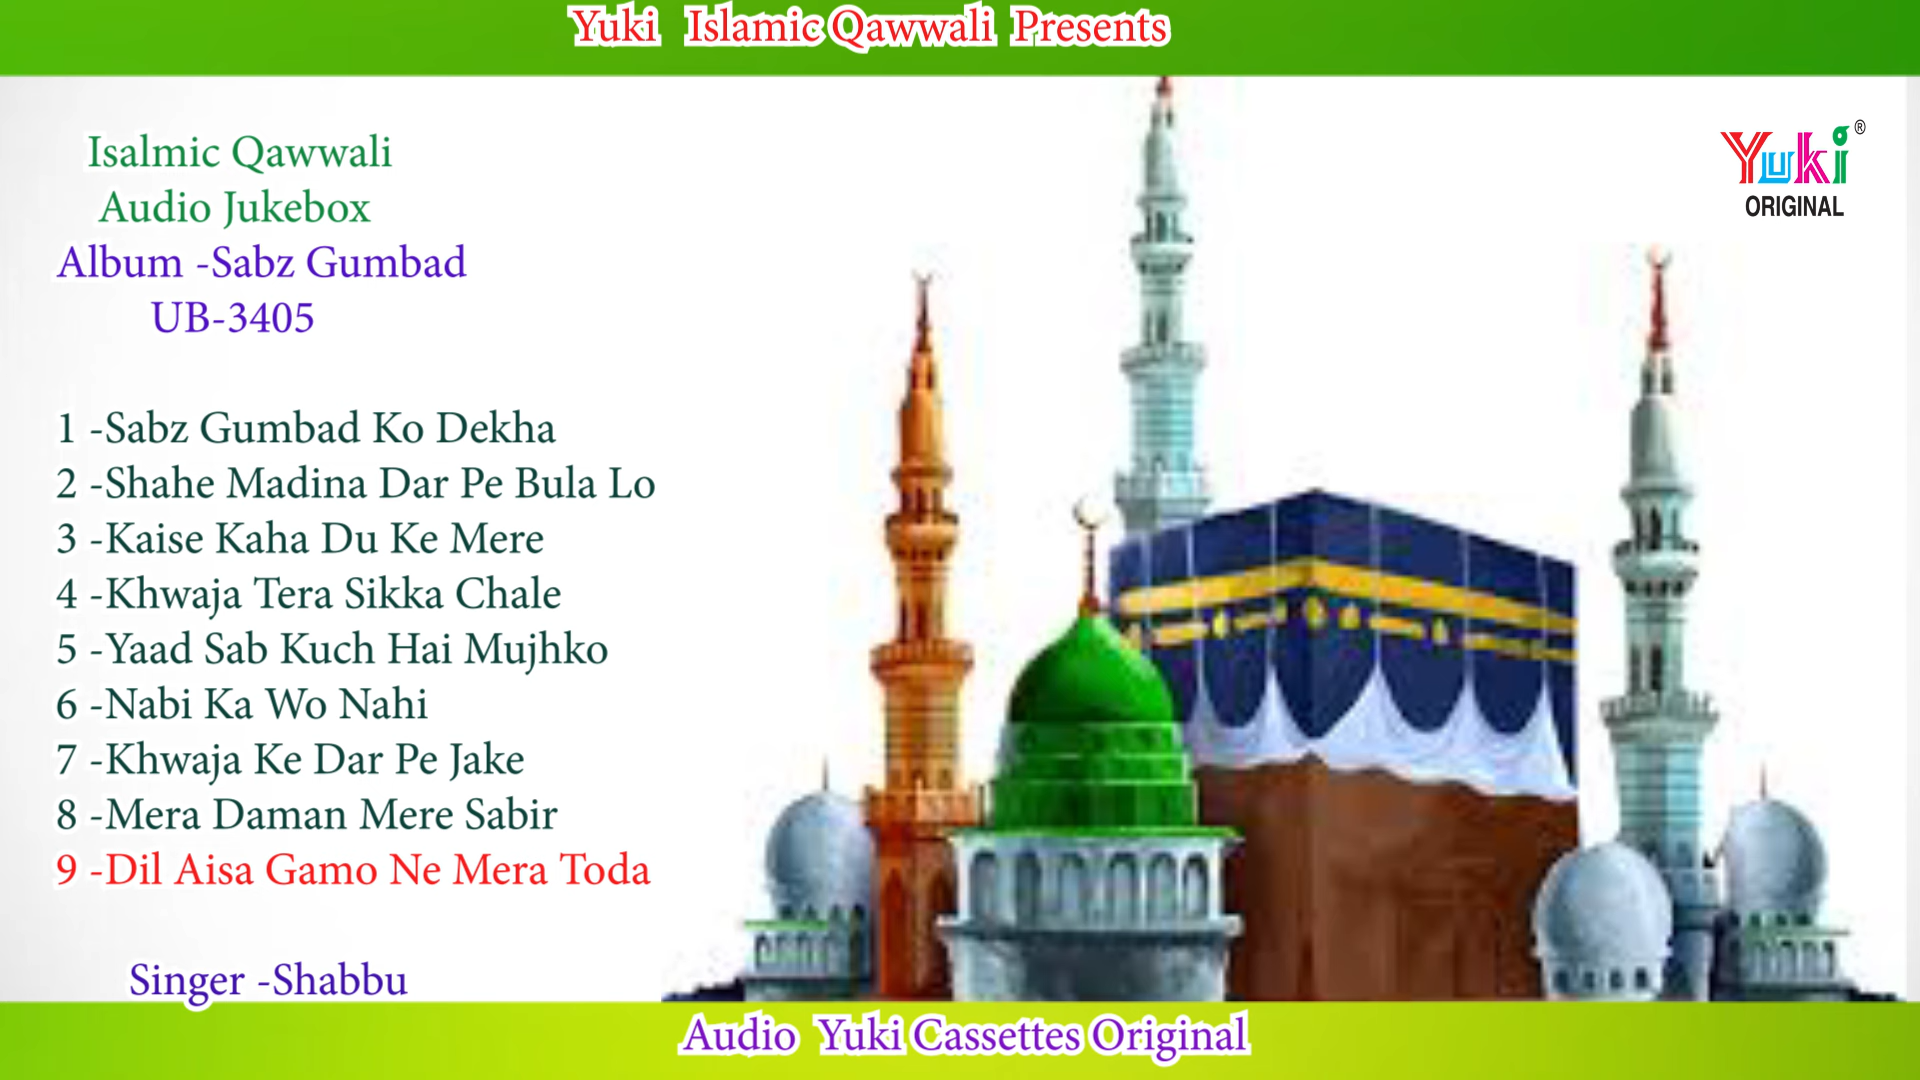 Yuki Islamic Qawwali Presents
Yuki ®
ORIGINAL
Isalmic Qawwali
Audio Jukebox
Album -Sabz Gumbad
UB-3405
1 -Sabz Gumbad Ko Dekha
2 -Shahe Madina Dar Pe Bula Lo
3 -Kaise Kaha Du Ke Mere
4 -Khwaja Tera Sikka Chale
5 -Yaad Sab Kuch Hai Mujhko
6 -Nabi Ka Wo Nahi
7 -Khwaja Ke Dar Pe Jake
8 -Mera Daman Mere Sabir
9 -Dil Aisa Gamo Ne Mera Toda
Singer -Shabbu
Audio Yuki Cassettes Original